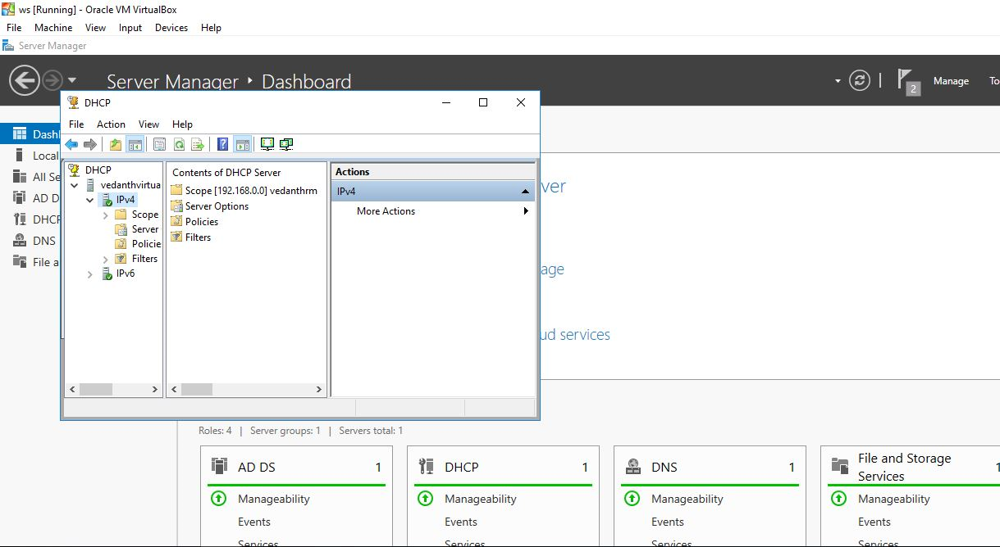 ws [Running] - Oracle VM VirtualBox
File Machine View Input Devices Help
Server Manager
Server Manager Dashboard
2 Manage To
DHCP
File Action View Help
Dashl
Local
All Se
AD D
DHCP
DNS
File a
DHCP
vedanthvirtua
IPv4
Scope
Server
Policie
Filters
IPv6
Contents of DHCP Server
Scope [192.168.0.0] vedanthrm
Server Options
Policies
Filters
Actions
IPv4
More Actions
ver
age
ud services
Roles: 4 | Server groups: 1 | Servers total: 1
AD DS 1
Manageability
Events
Services
DHCP 1
Manageability
Events
Services
DNS 1
Manageability
Events
Services
File and Storage
Services 1
Manageability
Events
Services